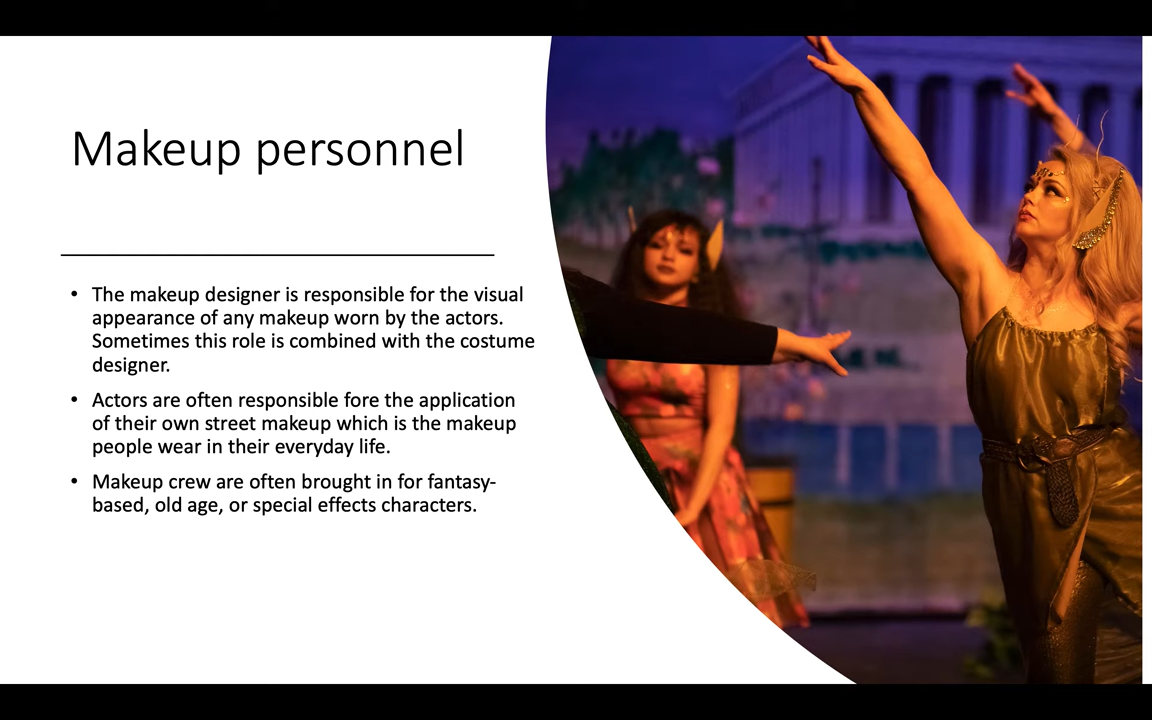 Makeup personnel
• The makeup designer is responsible for the visual
appearance of any makeup worn by the actors.
Sometimes this role is combined with the costume
designer.
• Actors are often responsible fore the application
of their own street makeup which is the makeup
people wear in their everyday life.
• Makeup crew are often brought in for fantasy-
based, old age, or special effects characters.